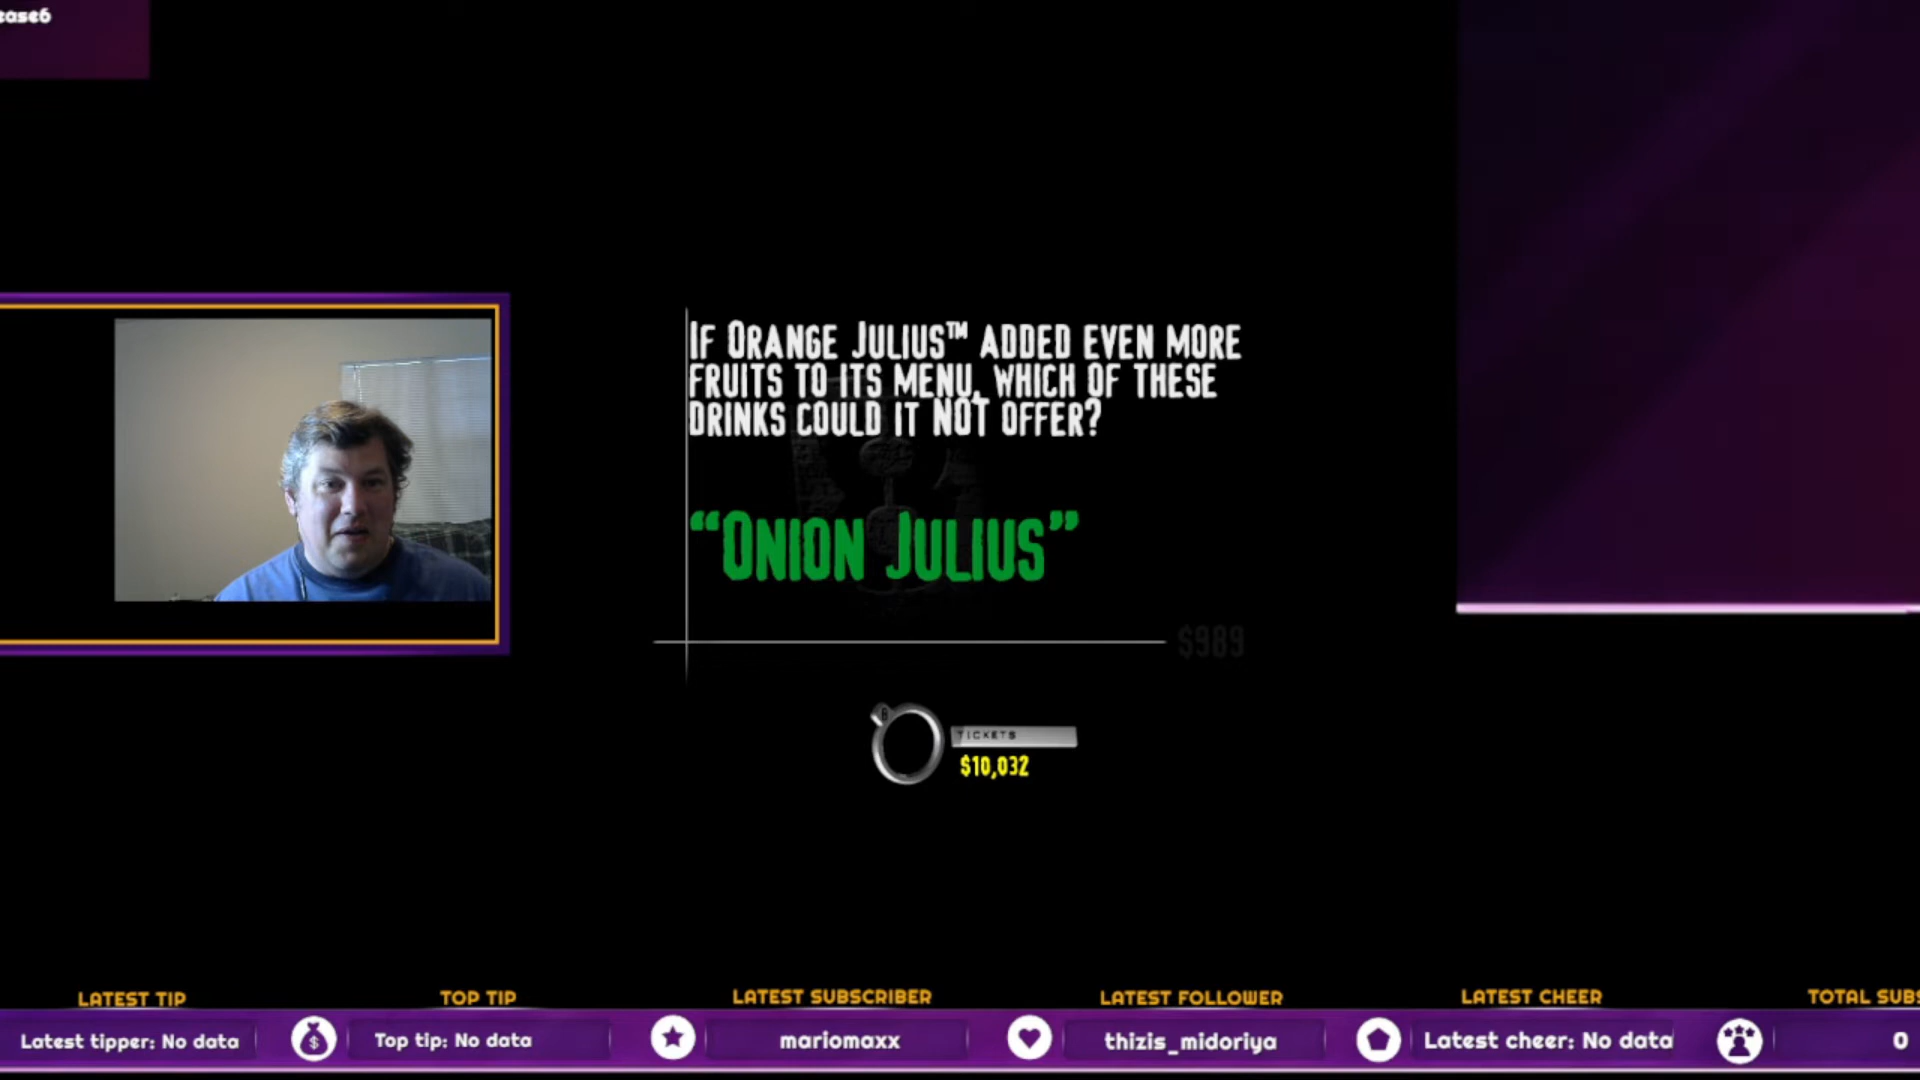 ease6
If Orange Julius™ added even more
fruits to its menu, which of these
drinks could it NOT offer?
“Onion Julius”
$989
TICKETS
$10,032
LATEST TIP
TOP TIP
LATEST SUBSCRIBER
LATEST FOLLOWER
LATEST CHEER
TOTAL SUBS
Latest tipper: No data
Top tip: No data
mariomaxx
thizis_midoriya
Latest cheer: No data
0